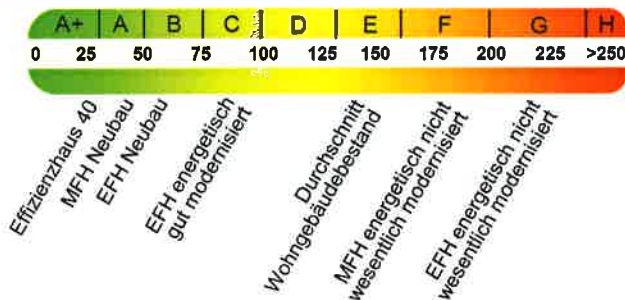 A+ A B C D E F G H
0 25 50 75 100 125 150 175 200 225 >250
Effizienzhaus 40
MFH Neubau
EFH Neubau
EFH energetisch
gut modernisiert
Durchschnitt
Wohngebäudebestand
MFH energetisch nicht
wesentlich modernisiert
EFH energetisch nicht
wesentlich modernisiert